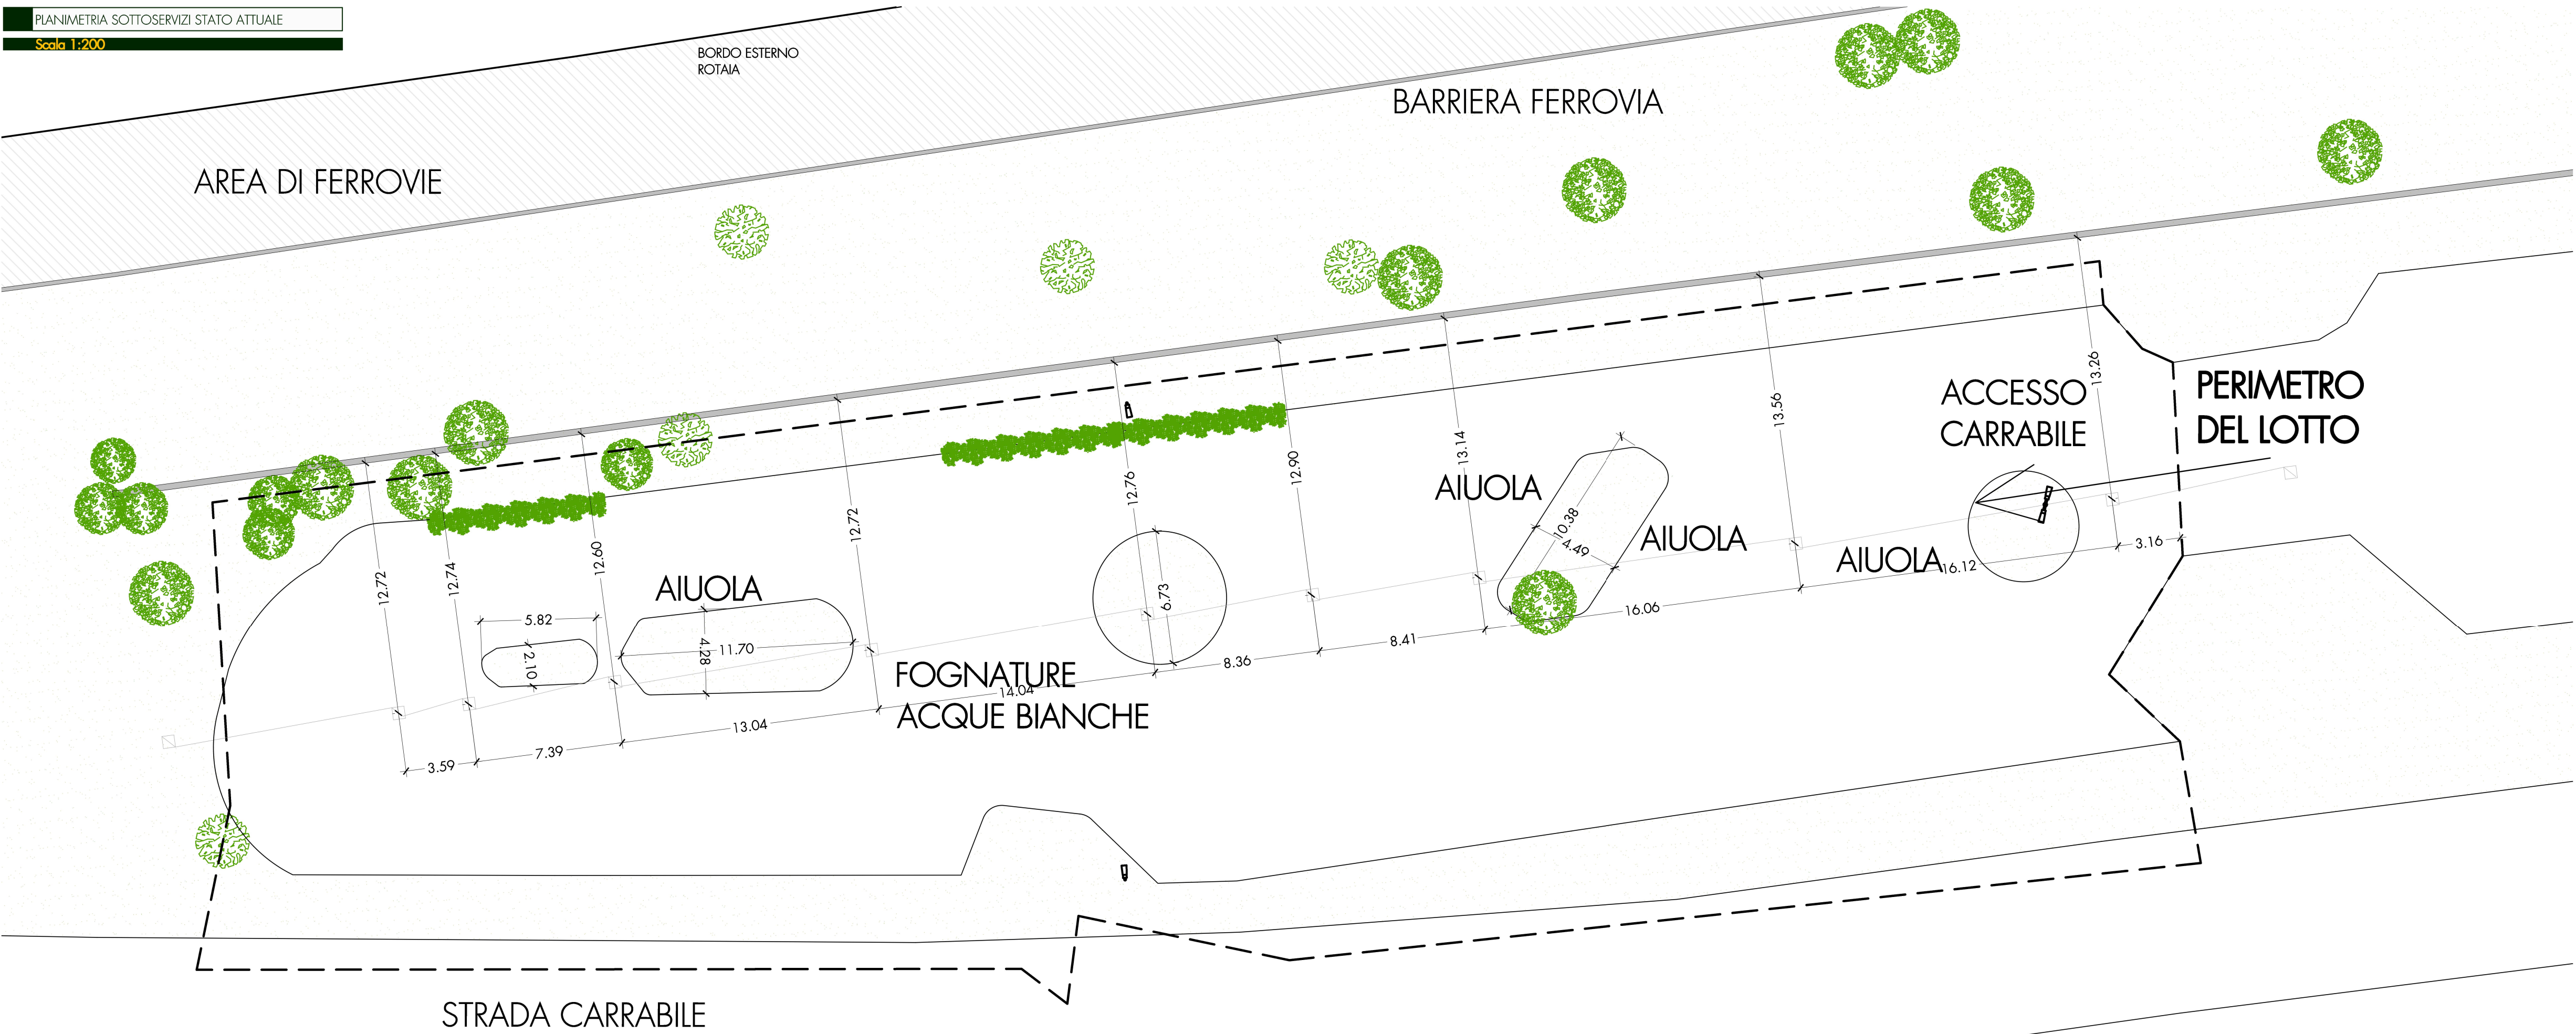 PLANIMETRIA SOTTOSERVIZI STATO ATTUALE
Scala 1:200
BORDO ESTERNO
ROTAIA
BARRIERA FERROVIA
AREA DI FERROVIE
PERIMETRO
DEL LOTTO
ACCESSO
CARRABILE
13.26
13.56
13.14
12.90
12.76
12.72
12.60
12.74
12.72
AIUOLA
10.38
4.49
AIUOLA
AIUOLA
16.12
3.16
AIUOLA
5.82
2.10
4.28
11.70
6.73
16.06
8.41
8.36
FOGNATURE
14.04
ACQUE BIANCHE
13.04
7.39
3.59
STRADA CARRABILE